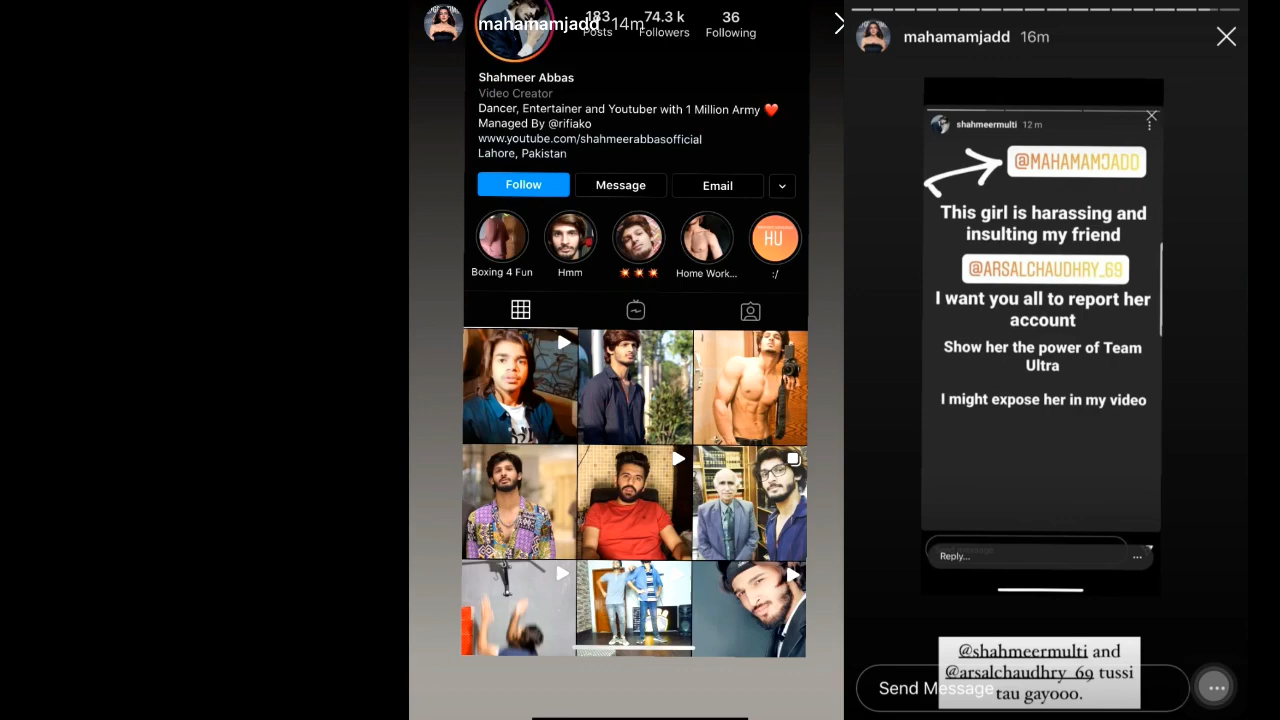 mahamamjadd 14m
183 74.3 k 36
Posts Followers Following
Shahmeer Abbas
Video Creator
Dancer, Entertainer and Youtuber with 1 Million Army ❤️
Managed By @rifiako
www.youtube.com/shahmeerabbasofficial
Lahore, Pakistan
Follow Message Email
HU
Boxing 4 Fun Hmm 💥💥💥 Home Work... :/
mahamamjadd 16m
shahmeermulti 12 m
@MAHAMAMJADD
This girl is harassing and
insulting my friend
@ARSALCHAUDHRY_69
I want you all to report her
account
Show her the power of Team
Ultra
I might expose her in my video
Reply...
@shahmeermulti and
@arsalchaudhry_69 tussi
tau gayooo.
Send Message